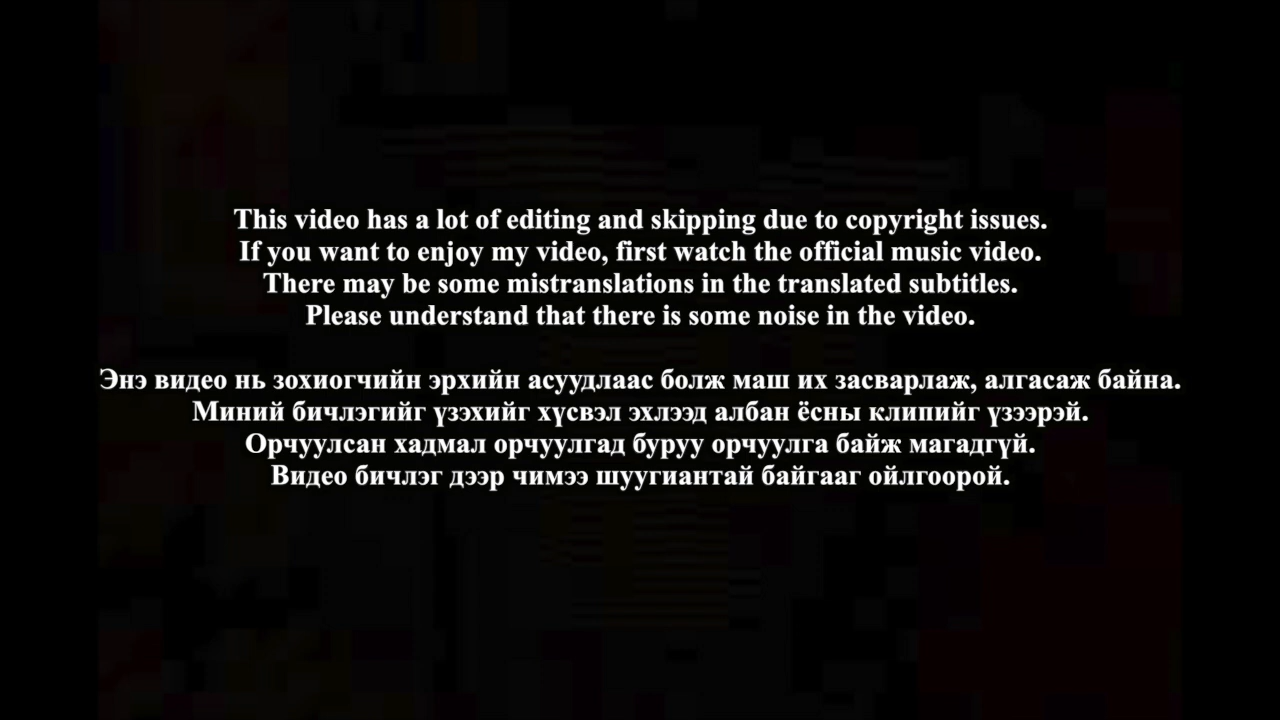 This video has a lot of editing and skipping due to copyright issues.
If you want to enjoy my video, first watch the official music video.
There may be some mistranslations in the translated subtitles.
Please understand that there is some noise in the video.
Энэ видео нь зохиогчийн эрхийн асуудлаас болж маш их засварлаж, алгасаж байна.
Миний бичлэгийг үзэхийг хүсвэл эхлээд албан ёсны клипийг үзээрэй.
Орчуулсан хадмал орчуулгад буруу орчуулга байж магадгүй.
Видео бичлэг дээр чимээ шуугиантай байгааг ойлгоорой.